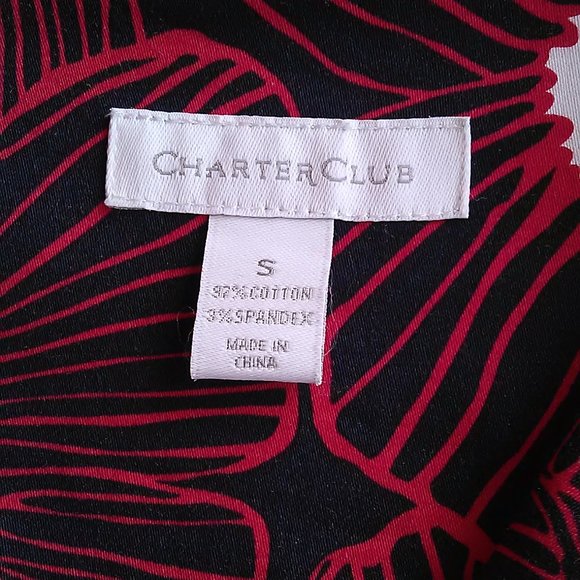 CHARTER CLUB
S
97%COTTON
3%SPANDEX
MADE IN
CHINA